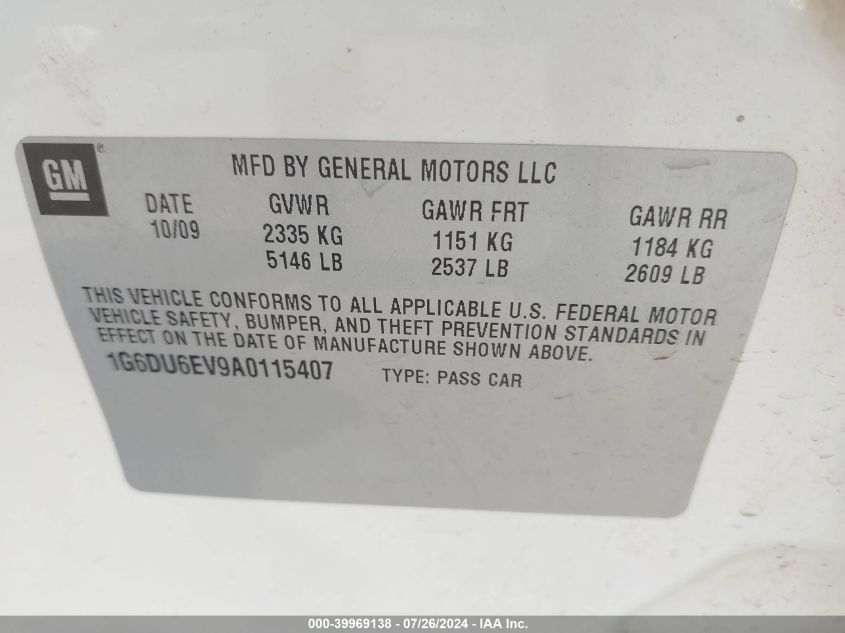 GM®
MFD BY GENERAL MOTORS LLC
DATE GVWR GAWR FRT GAWR RR
10/09 2335 KG 1151 KG 1184 KG
5146 LB 2537 LB 2609 LB
THIS VEHICLE CONFORMS TO ALL APPLICABLE U.S. FEDERAL MOTOR
VEHICLE SAFETY, BUMPER, AND THEFT PREVENTION STANDARDS IN
EFFECT ON THE DATE OF MANUFACTURE SHOWN ABOVE.
1G6DU6EV9A0115407 TYPE: PASS CAR
000-39969138 - 07/26/2024 - IAA Inc.